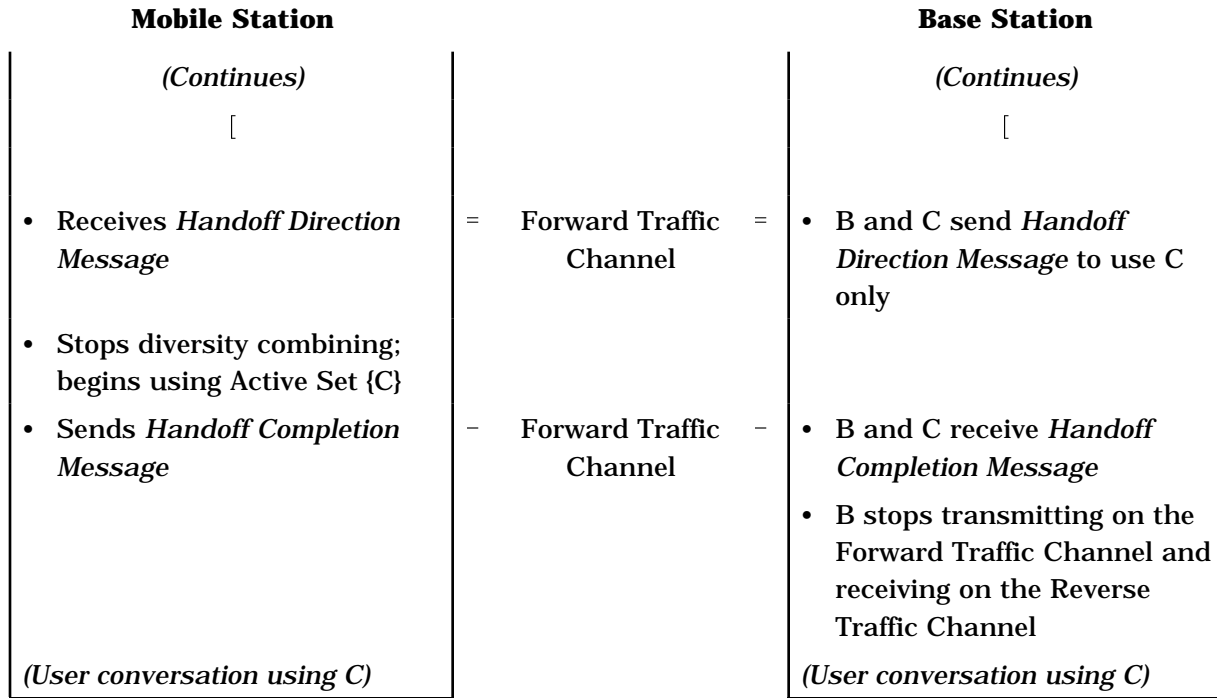 Mobile Station
Base Station
(Continues)
(Continues)
[
[
• Receives Handoff Direction
Message
= Forward Traffic =
Channel
• B and C send Handoff
Direction Message to use C
only
• Stops diversity combining;
begins using Active Set {C}
• Sends Handoff Completion
Message
– Forward Traffic –
Channel
• B and C receive Handoff
Completion Message
• B stops transmitting on the
Forward Traffic Channel and
receiving on the Reverse
Traffic Channel
(User conversation using C)
(User conversation using C)